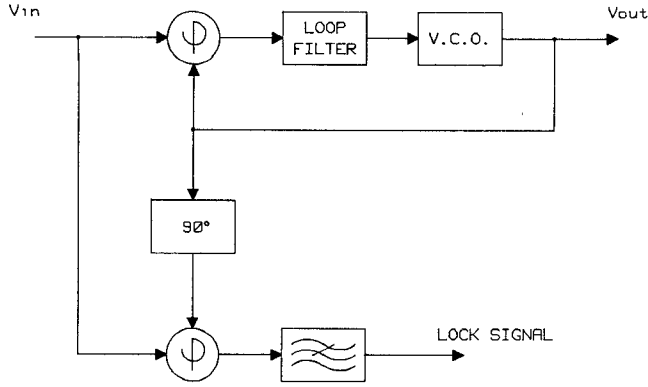 Vin
Vout
φ
LOOP
FILTER
V.C.O.
90°
φ
LOCK SIGNAL